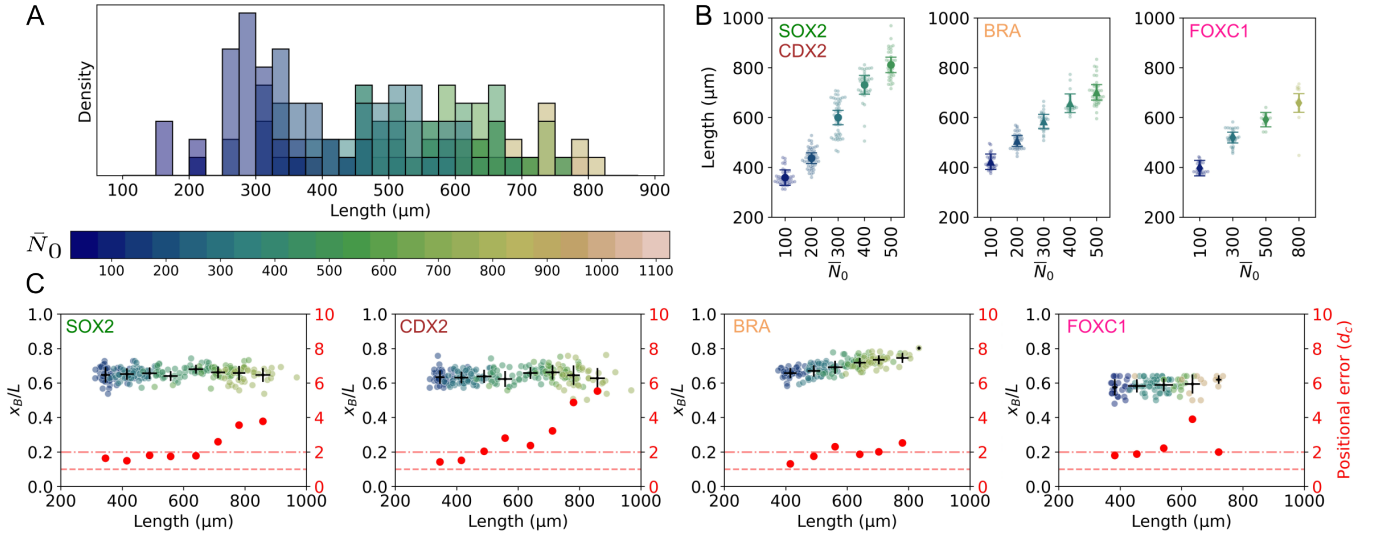 A
Density
100 200 300 400 500 600 700 800 900
Length (μm)
N̄0
100 200 300 400 500 600 700 800 900 1000 1100
B
Length (μm)
1000
800
600
400
200
SOX2
CDX2
100 200 300 400 500
N̄0
1000
800
600
400
200
BRA
100 200 300 400 500
N̄0
1000
800
600
400
200
FOXC1
100 300 500 800
N̄0
C
SOX2
xB/L
1.0
0.8
0.6
0.4
0.2
0.0
10
8
6
4
2
0
200 400 600 800 1000
Length (μm)
CDX2
xB/L
1.0
0.8
0.6
0.4
0.2
0.0
10
8
6
4
2
0
200 400 600 800 1000
Length (μm)
BRA
xB/L
1.0
0.8
0.6
0.4
0.2
0.0
10
8
6
4
2
0
200 400 600 800 1000
Length (μm)
FOXC1
xB/L
1.0
0.8
0.6
0.4
0.2
0.0
10
8
6
4
2
0
Positional error (dc)
200 400 600 800 1000
Length (μm)